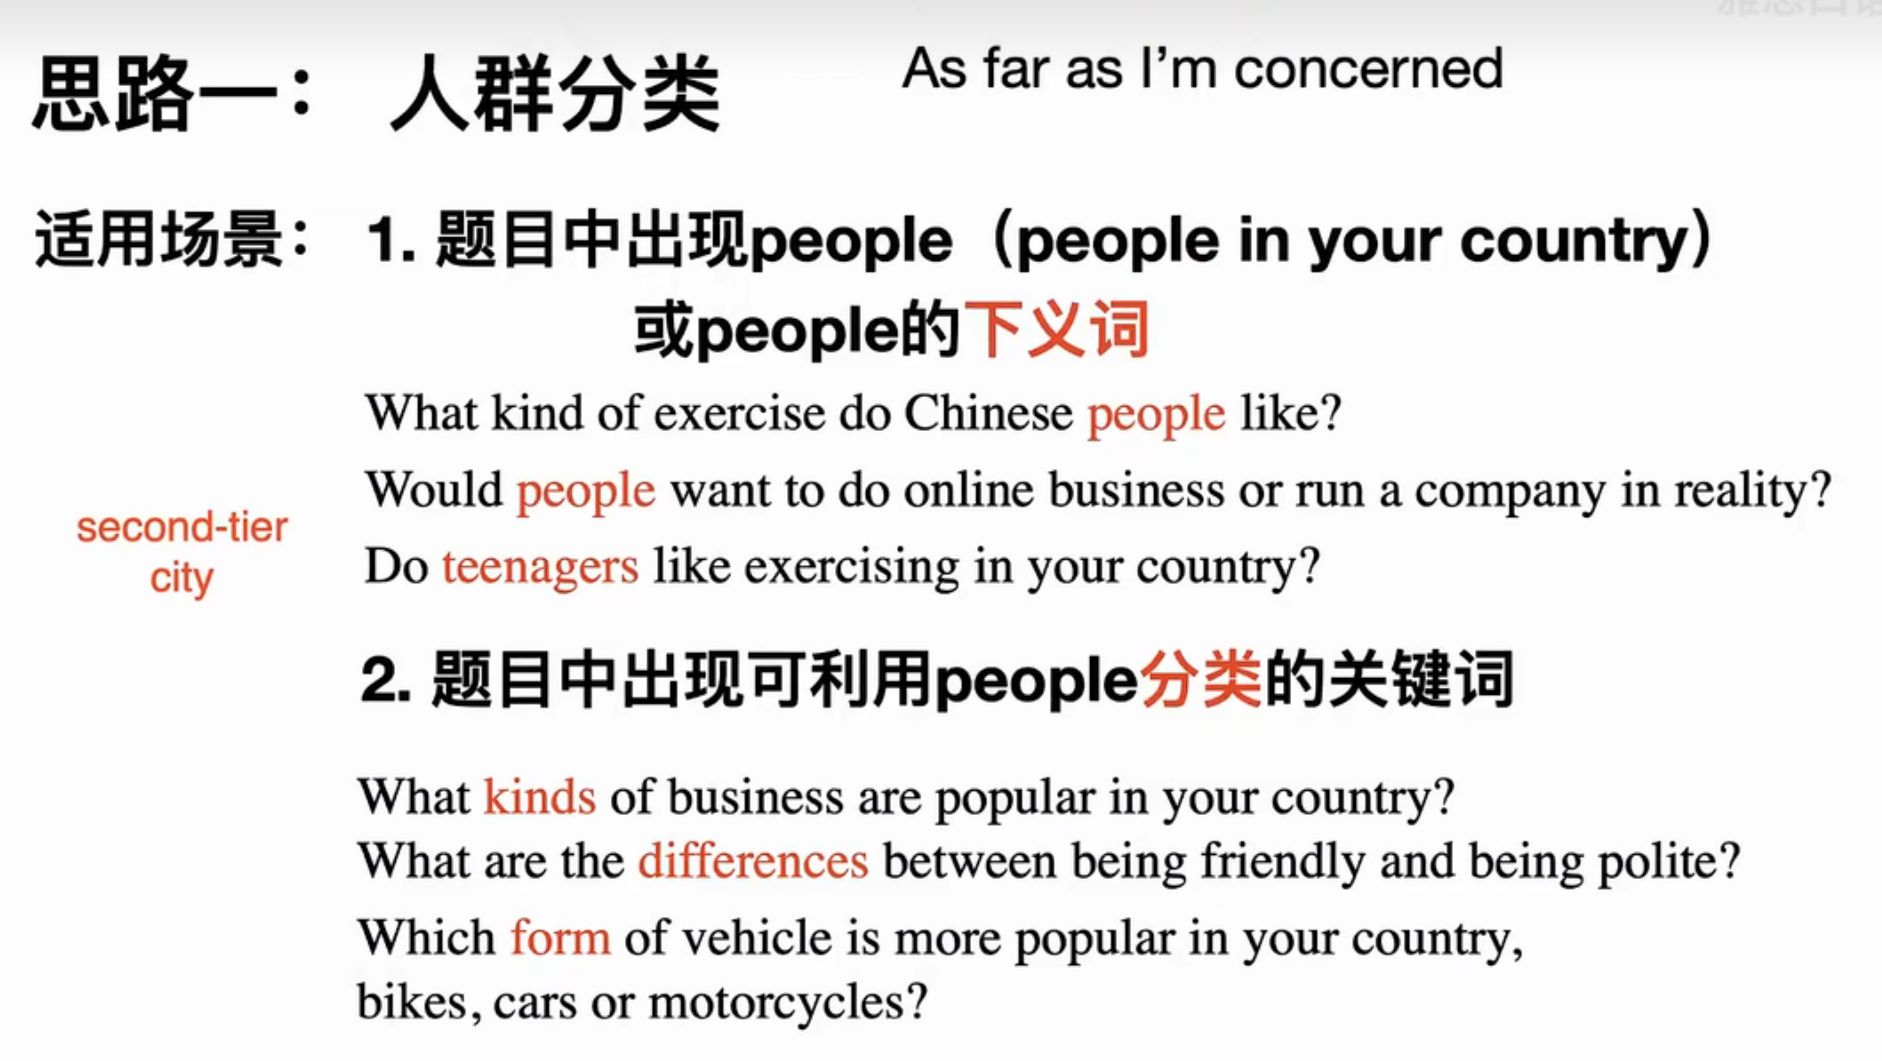 思路一： 人群分类
As far as I'm concerned
适用场景： 1. 题目中出现people（people in your country）
或people的下义词
What kind of exercise do Chinese people like?
Would people want to do online business or run a company in reality?
second-tier
city
Do teenagers like exercising in your country?
2. 题目中出现可利用people分类的关键词
What kinds of business are popular in your country?
What are the differences between being friendly and being polite?
Which form of vehicle is more popular in your country,
bikes, cars or motorcycles?